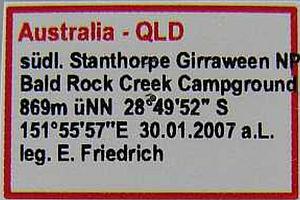 Australia - QLD
südl. Stanthorpe Girraween NP
Bald Rock Creek Campground
869m üNN 28°49'52" S
151°55'57"E 30.01.2007 a.L.
leg. E. Friedrich